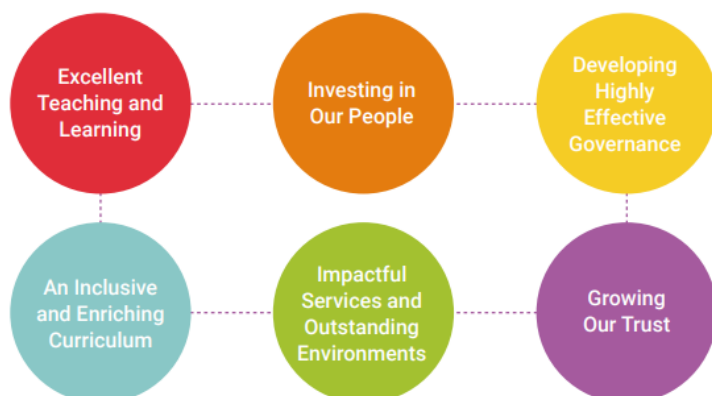 Excellent
Teaching and
Learning
Investing in
Our People
Developing
Highly
Effective
Governance
An Inclusive
and Enriching
Curriculum
Impactful
Services and
Outstanding
Environments
Growing
Our Trust